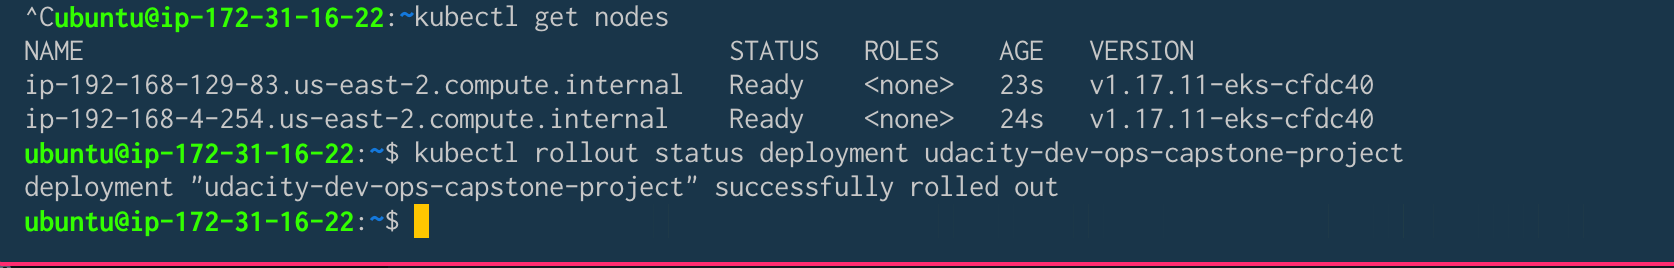 ^Cubuntu@ip-172-31-16-22:~kubectl get nodes
NAME STATUS ROLES AGE VERSION
ip-192-168-129-83.us-east-2.compute.internal Ready <none> 23s v1.17.11-eks-cfdc40
ip-192-168-4-254.us-east-2.compute.internal Ready <none> 24s v1.17.11-eks-cfdc40
ubuntu@ip-172-31-16-22:~$ kubectl rollout status deployment udacity-dev-ops-capstone-project
deployment "udacity-dev-ops-capstone-project" successfully rolled out
ubuntu@ip-172-31-16-22:~$